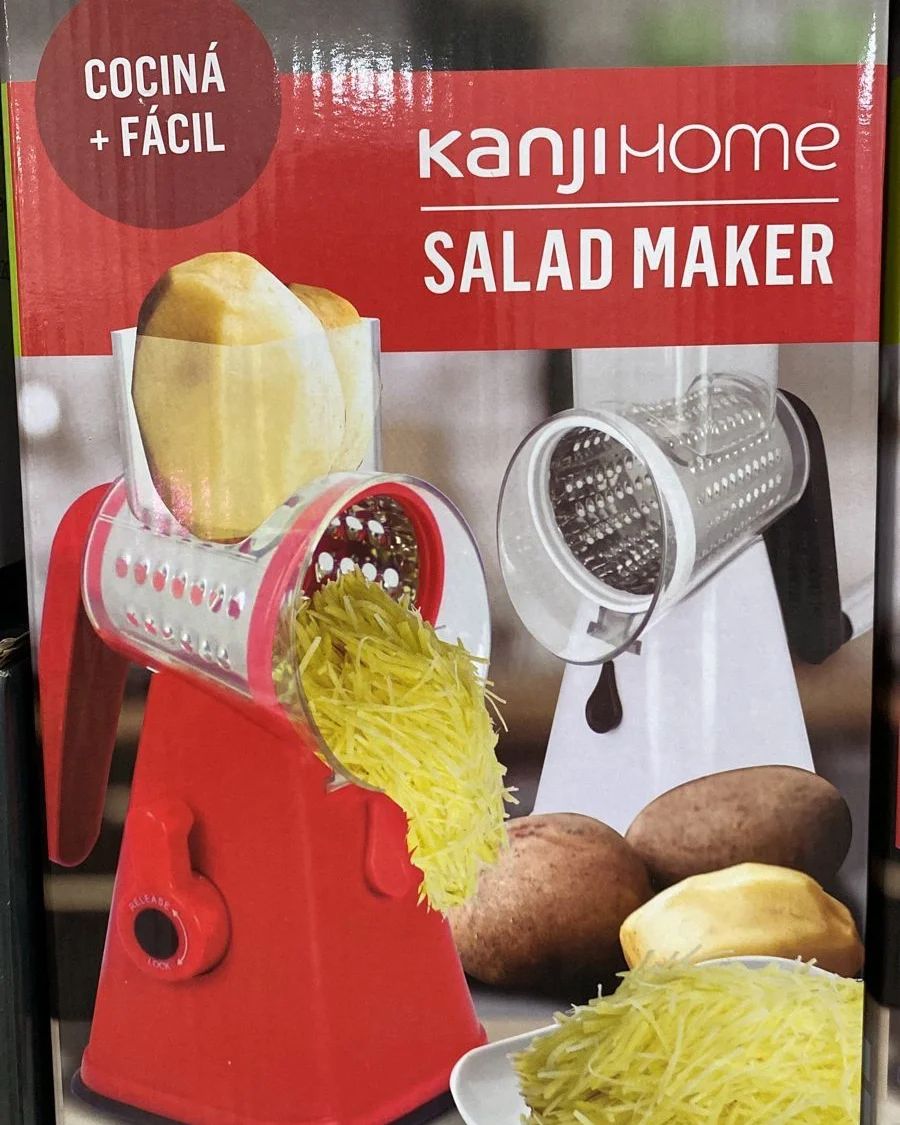 COCINÁ
+ FÁCIL
KanjiHome
SALAD MAKER
RELEASE
LOCK